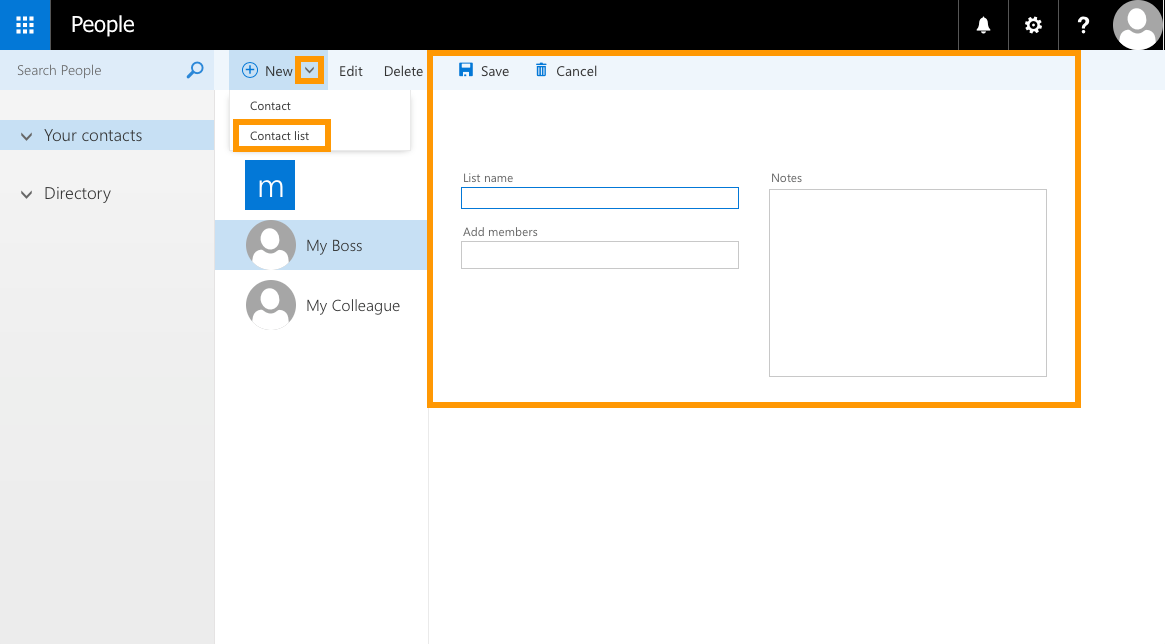 People
?
Search People
New
Edit
Delete
Save
Cancel
Contact
Contact list
Your contacts
Directory
m
My Boss
My Colleague
List name
Notes
Add members